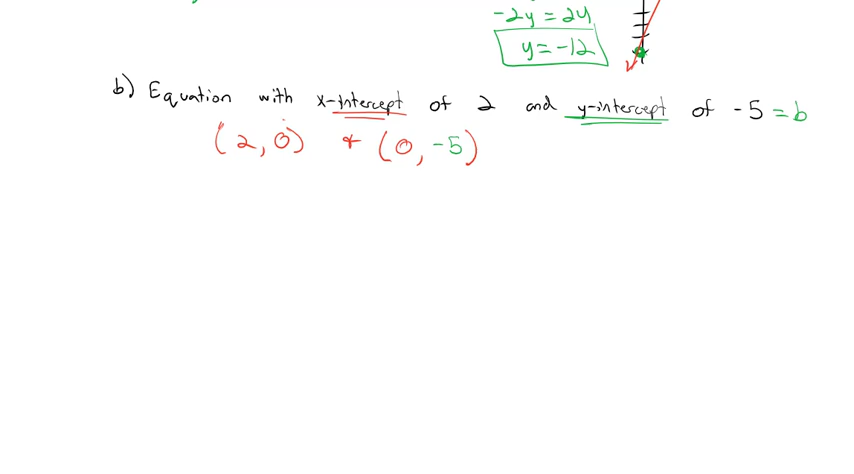 -2y = 24
y = -12
b) Equation with x-intercept of 2 and y-intercept of -5 = b
(2, 0) & (0, -5)